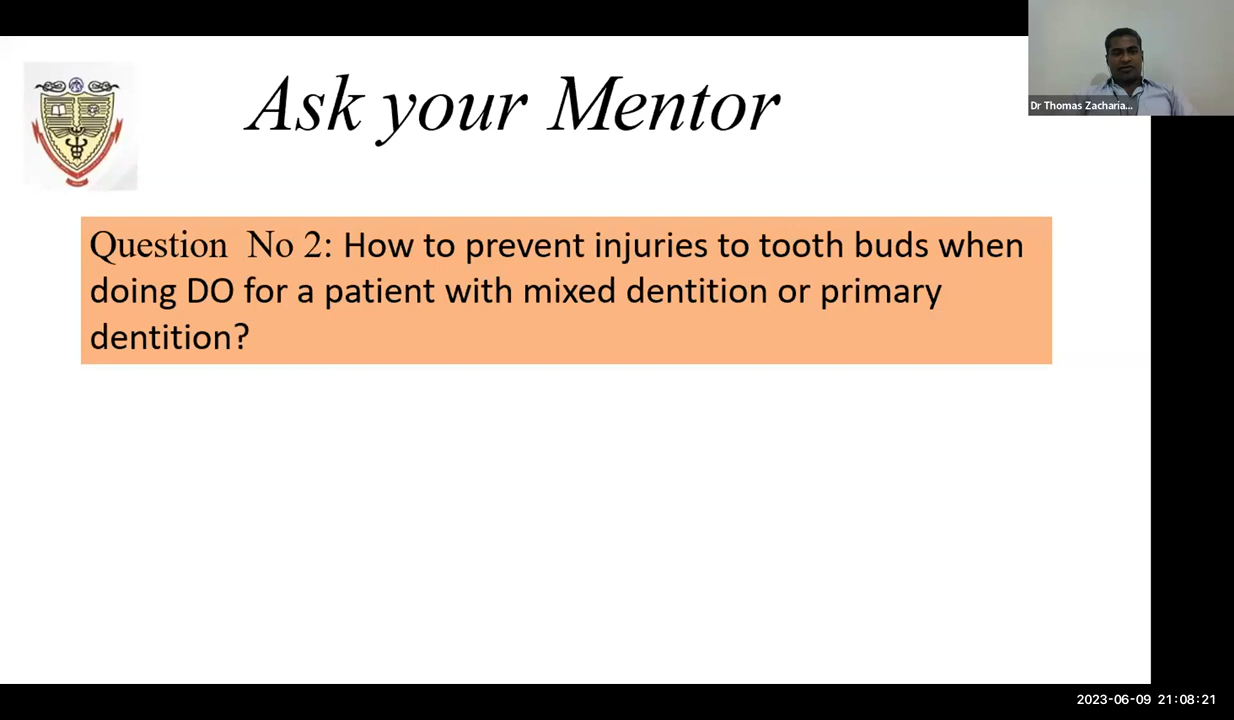 Ask your Mentor
Dr Thomas Zacharia...
Question No 2: How to prevent injuries to tooth buds when
doing DO for a patient with mixed dentition or primary
dentition?
2023-06-09 21:08:21